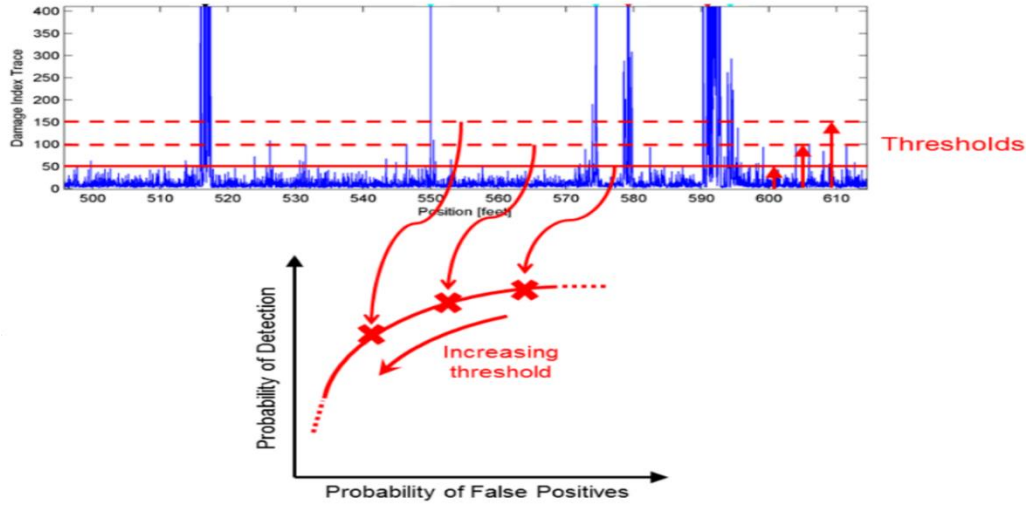 Damage Index Trace
400
350
300
250
200
150
100
50
0
500 510 520 530 540 550 560 570 580 590 600 610
Position [feet]
Thresholds
Probability of Detection
Increasing
threshold
Probability of False Positives